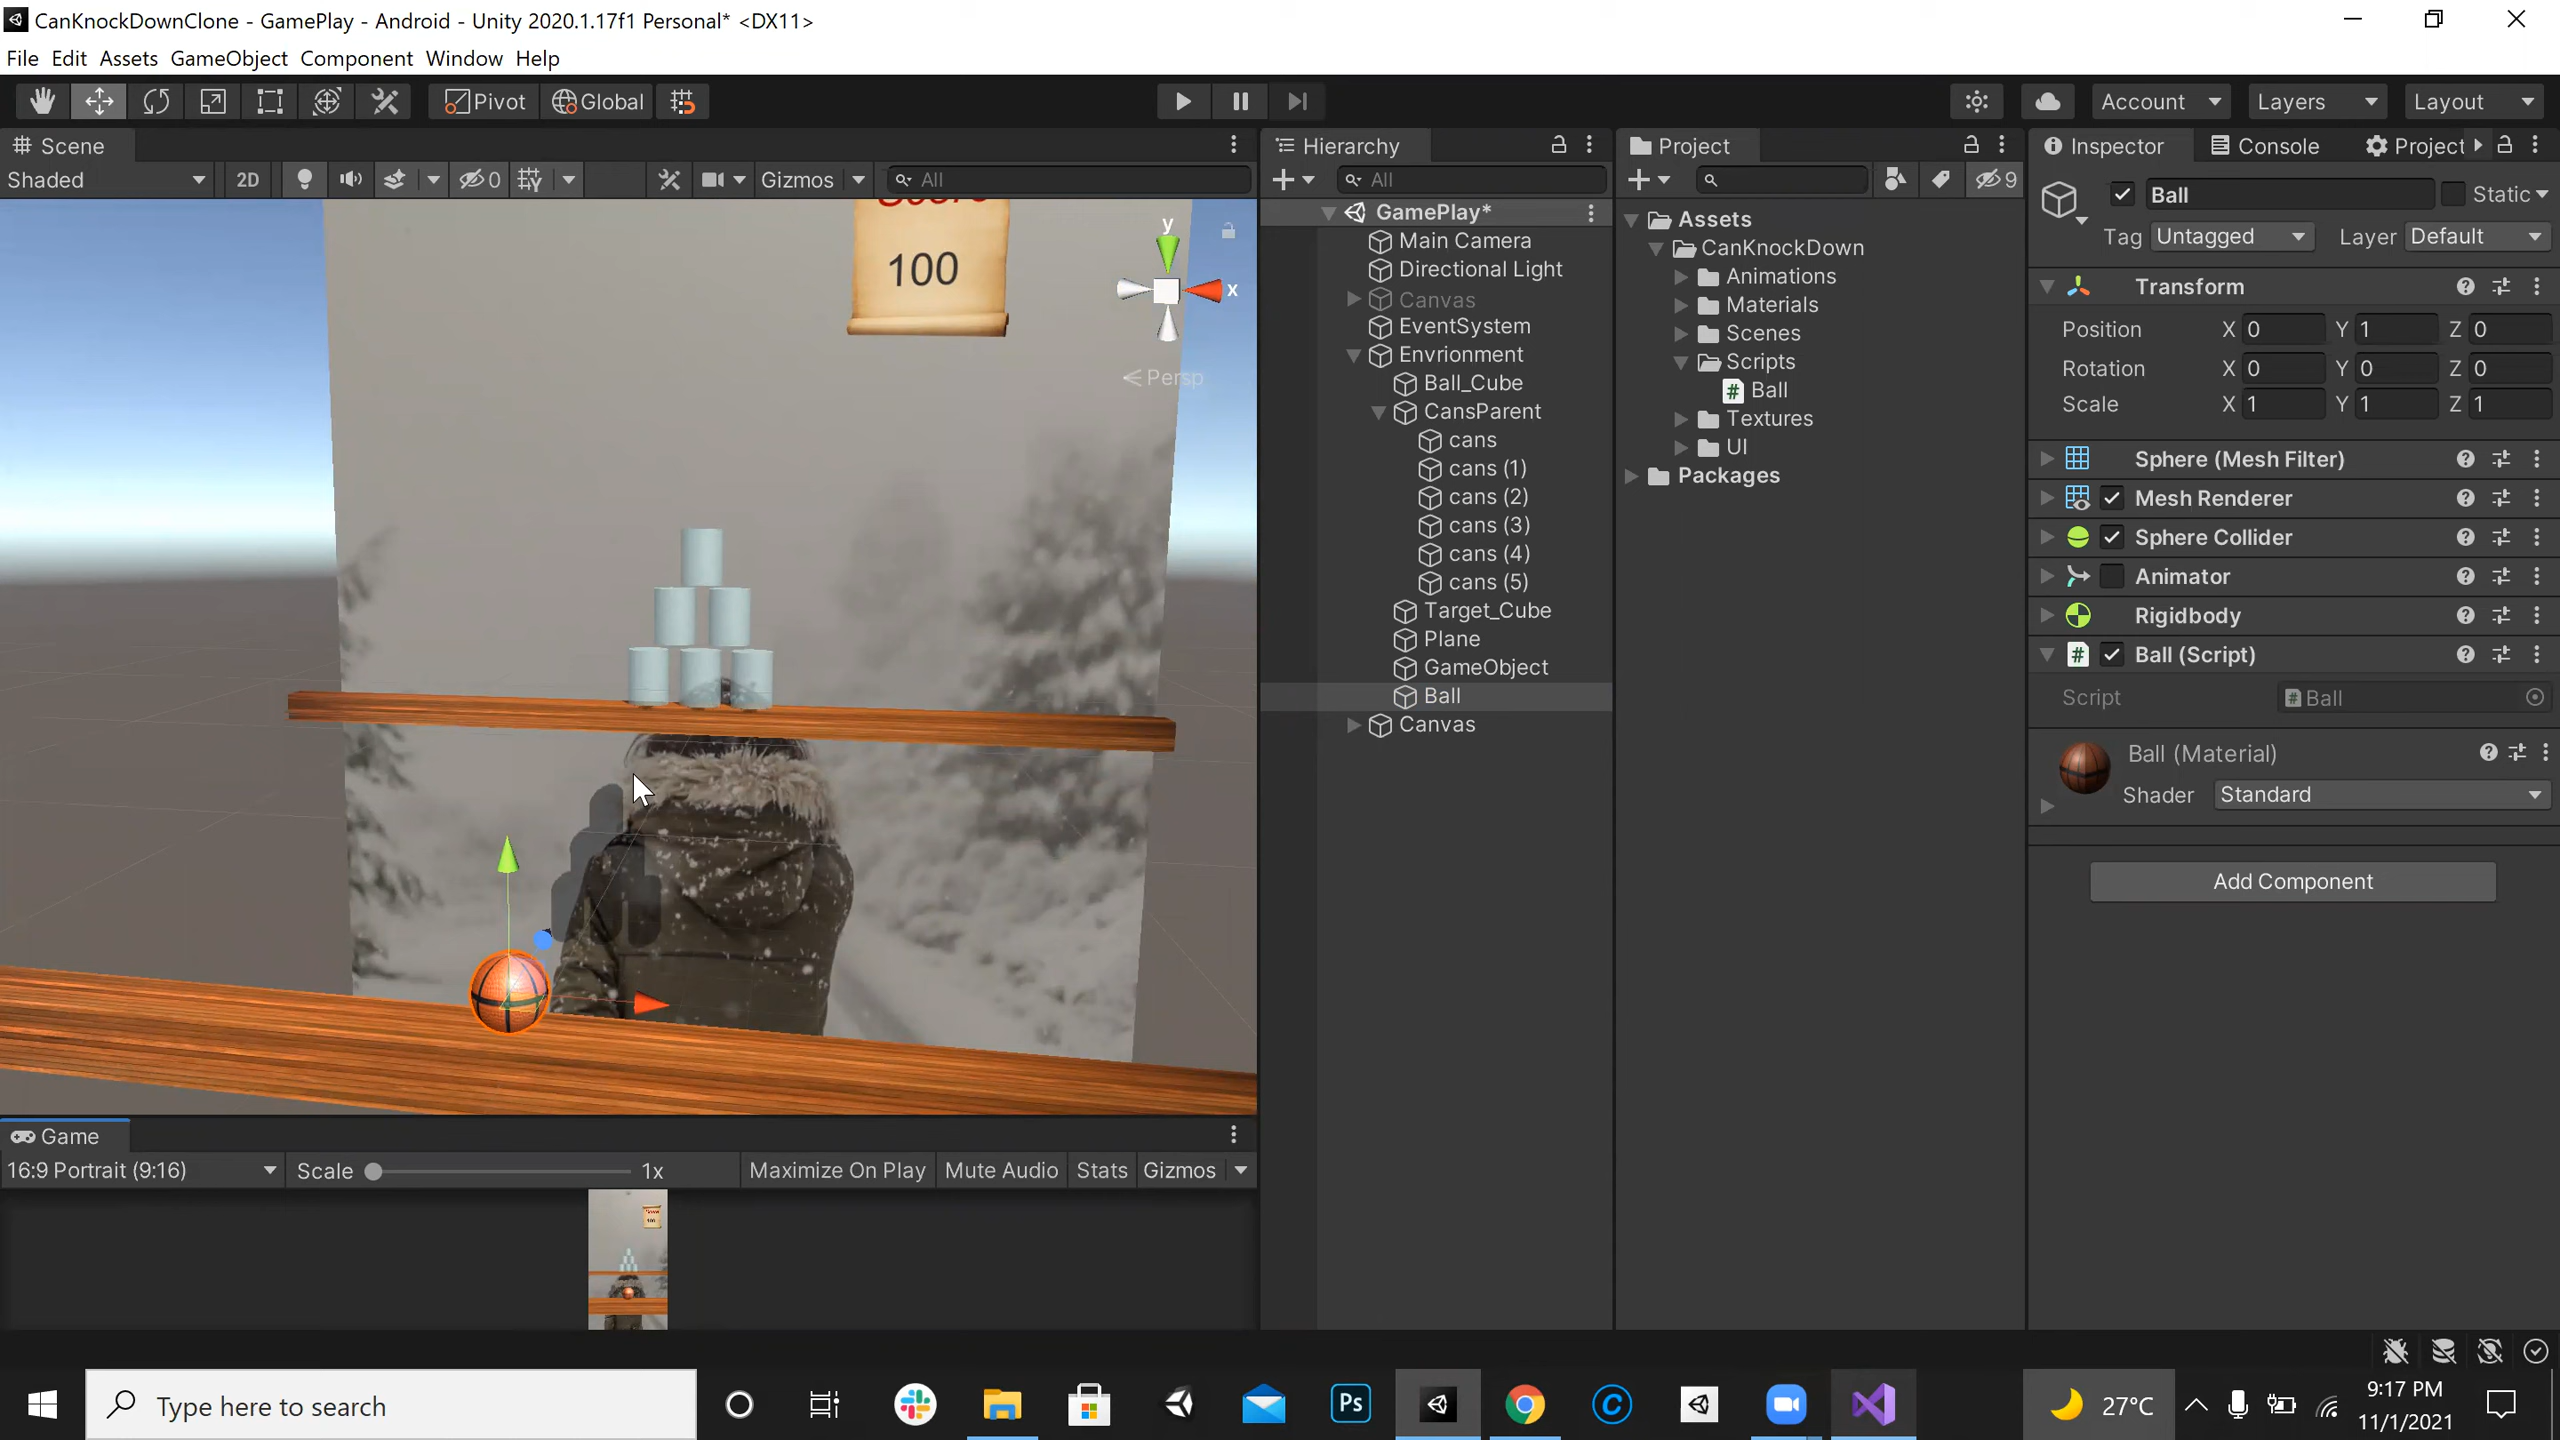 CanKnockDownClone - GamePlay - Android - Unity 2020.1.17f1 Personal* <DX11>
File Edit Assets GameObject Component Window Help
Pivot Global Account Layers Layout
Scene
Shaded 2D 0 Gizmos All
100
y
x
Persp
Game
16:9 Portrait (9:16) Scale 1x Maximize On Play Mute Audio Stats Gizmos
Hierarchy
All
GamePlay*
Main Camera
Directional Light
Canvas
EventSystem
Envrionment
Ball_Cube
CansParent
cans
cans (1)
cans (2)
cans (3)
cans (4)
cans (5)
Target_Cube
Plane
GameObject
Ball
Canvas
Project
9
Assets
CanKnockDown
Animations
Materials
Scenes
Scripts
# Ball
Textures
UI
Packages
Inspector Console Project
Ball Static
Tag Untagged Layer Default
Transform
Position X 0 Y 1 Z 0
Rotation X 0 Y 0 Z 0
Scale X 1 Y 1 Z 1
Sphere (Mesh Filter)
Mesh Renderer
Sphere Collider
Animator
Rigidbody
# Ball (Script)
Script # Ball
Ball (Material)
Shader Standard
Add Component
Type here to search
Ps
27°C
9:17 PM
11/1/2021